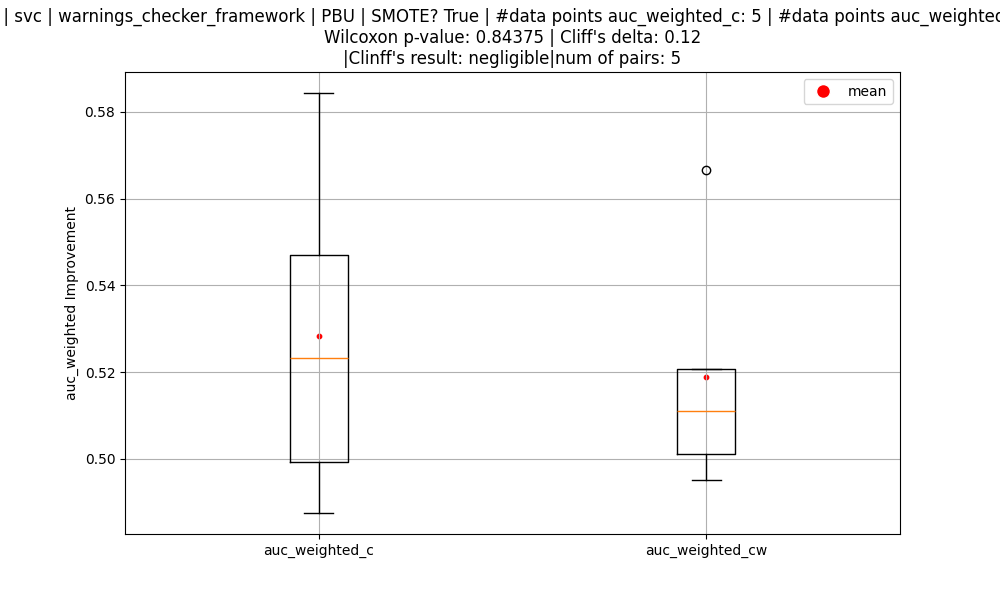 | svc | warnings_checker_framework | PBU | SMOTE? True | #data points auc_weighted_c: 5 | #data points
Wilcoxon p-value: 0.84375 | Cliff's delta: 0.12
|Clinff's result: negligible|num of pairs: 5
mean
0.58
0.56
0.54
0.52
0.50
auc_weighted Improvement
auc_weighted_c
auc_weighted_cw